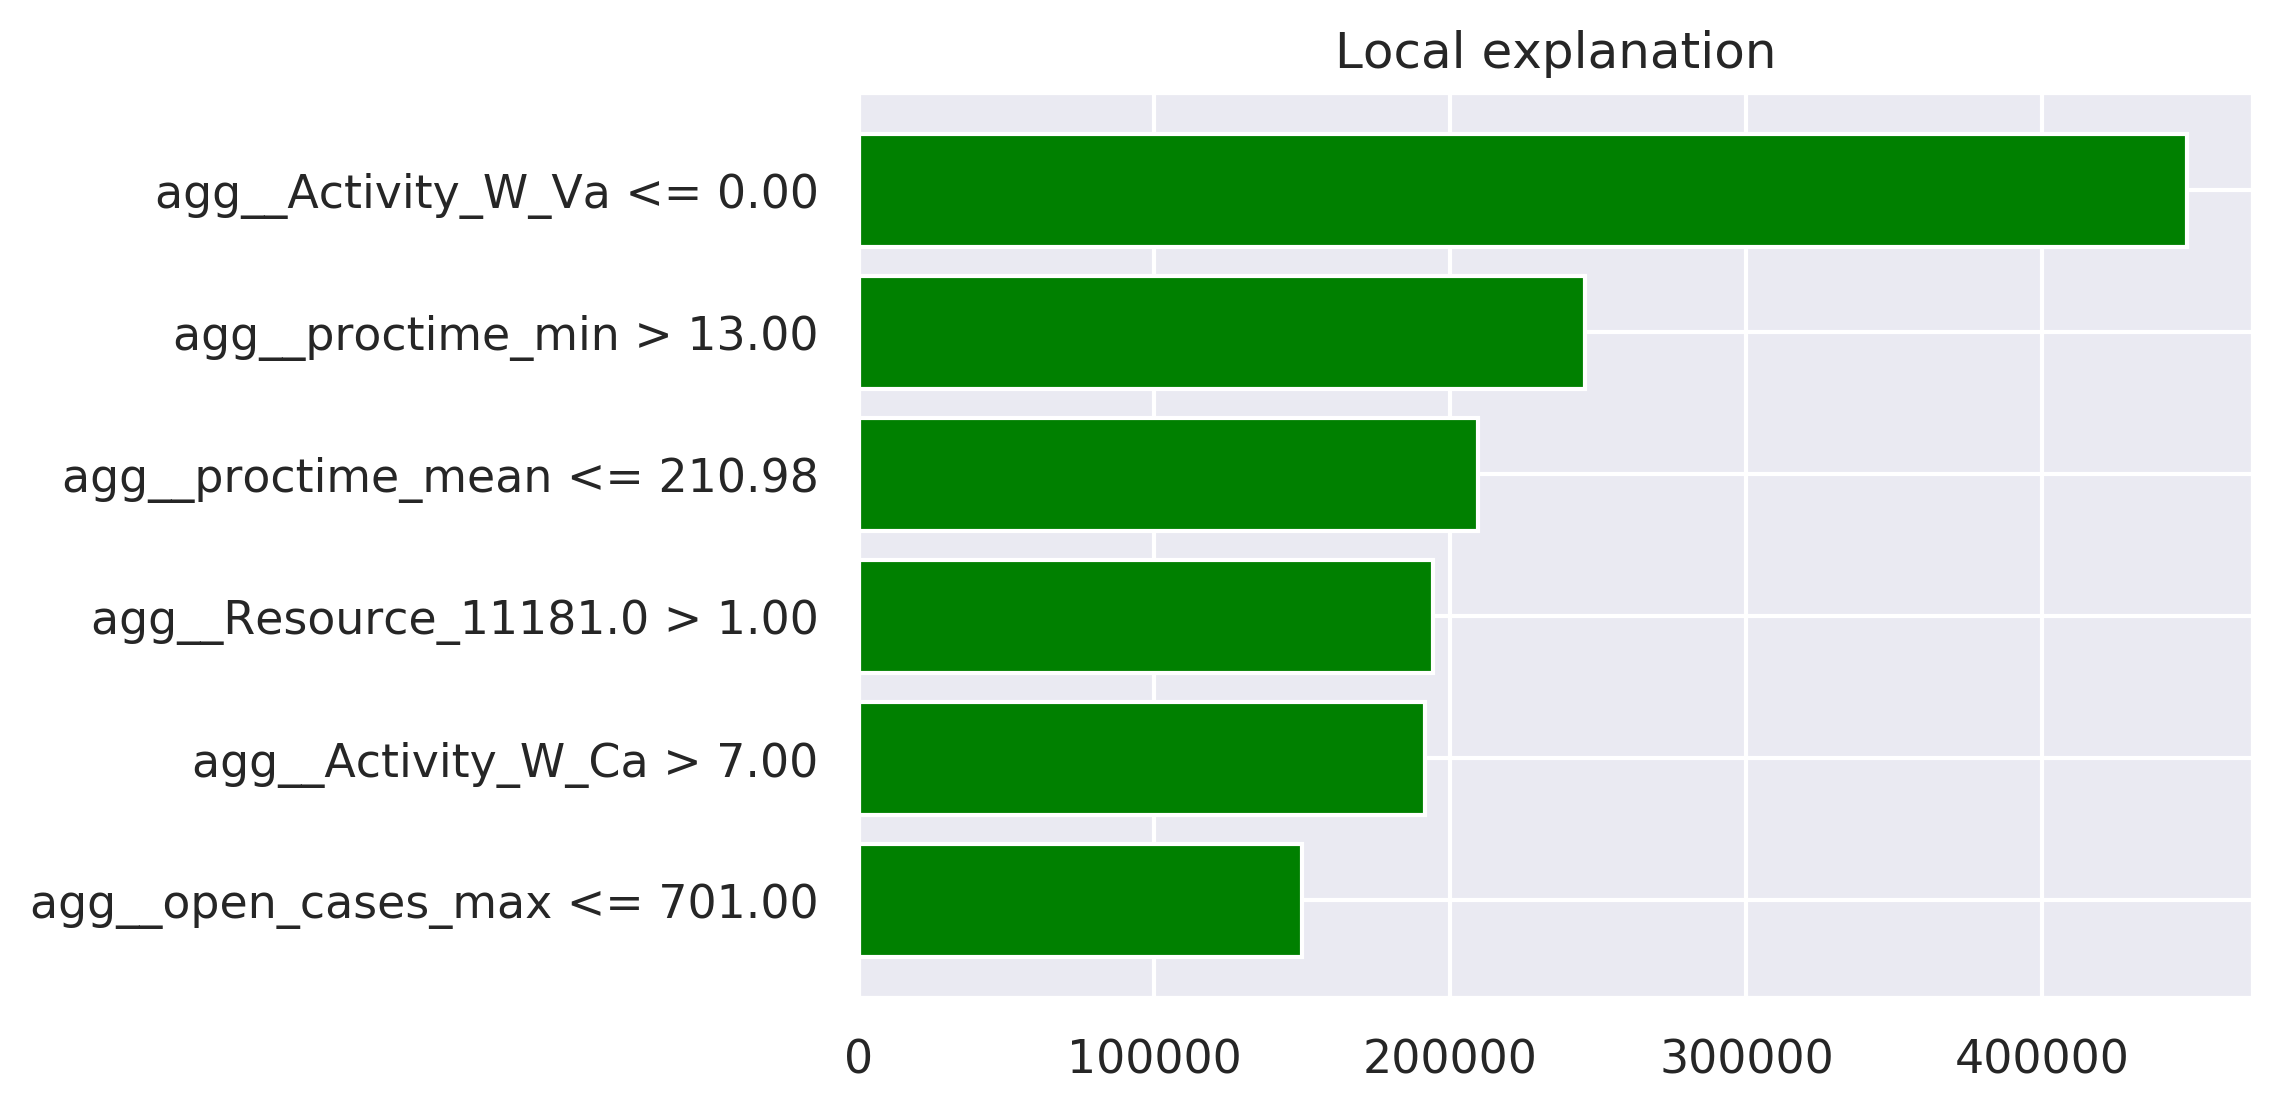 Local explanation
agg__Activity_W_Va <= 0.00
agg__proctime_min > 13.00
agg__proctime_mean <= 210.98
agg__Resource_11181.0 > 1.00
agg__Activity_W_Ca > 7.00
agg__open_cases_max <= 701.00
0 100000 200000 300000 400000